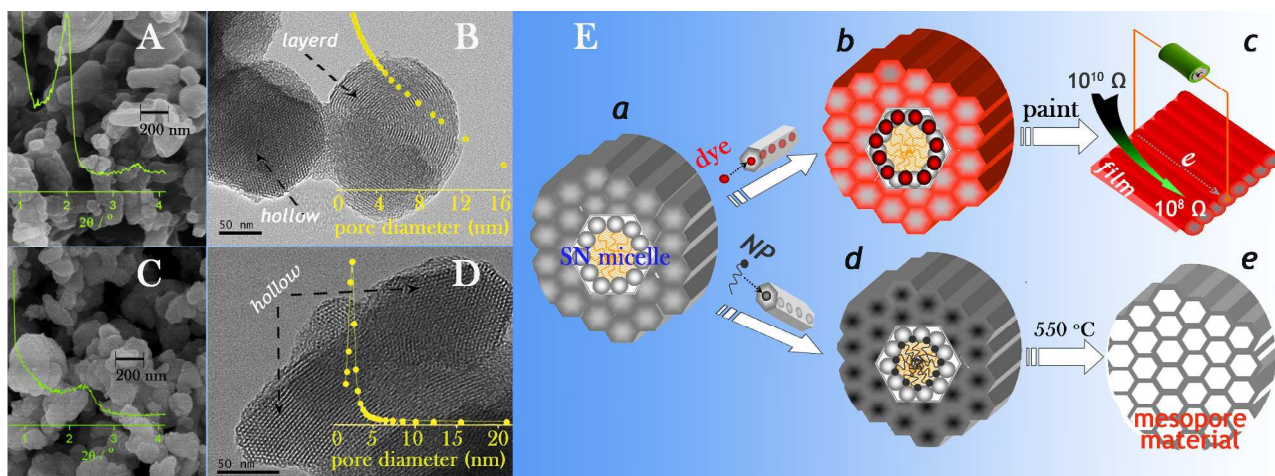 A
200 nm
1 2 3 4
2θ / °
B
layerd
hollow
50 nm
0 4 8 12 16
pore diameter (nm)
C
200 nm
1 2 3 4
2θ / °
D
hollow
50 nm
0 5 10 15 20
pore diameter (nm)
E
a
SN micelle
dye
NP
b
paint
c
10¹⁰ Ω
e
film
10⁸ Ω
d
550 °C
e
mesopore
material